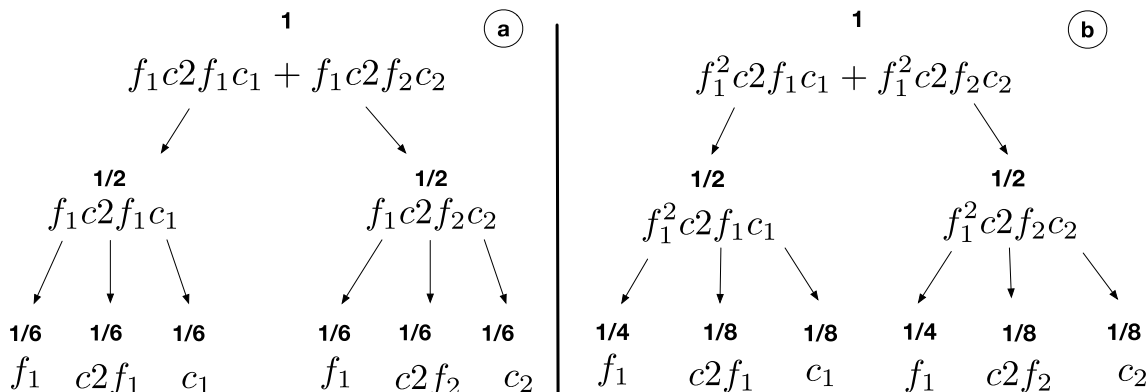 1 a
f₁c2f₁c₁ + f₁c2f₂c₂
1/2 1/2
f₁c2f₁c₁ f₁c2f₂c₂
1/6 1/6 1/6 1/6 1/6 1/6
f₁ c2f₁ c₁ f₁ c2f₂ c₂
1 b
f₁²c2f₁c₁ + f₁²c2f₂c₂
1/2 1/2
f₁²c2f₁c₁ f₁²c2f₂c₂
1/4 1/8 1/8 1/4 1/8 1/8
f₁ c2f₁ c₁ f₁ c2f₂ c₂